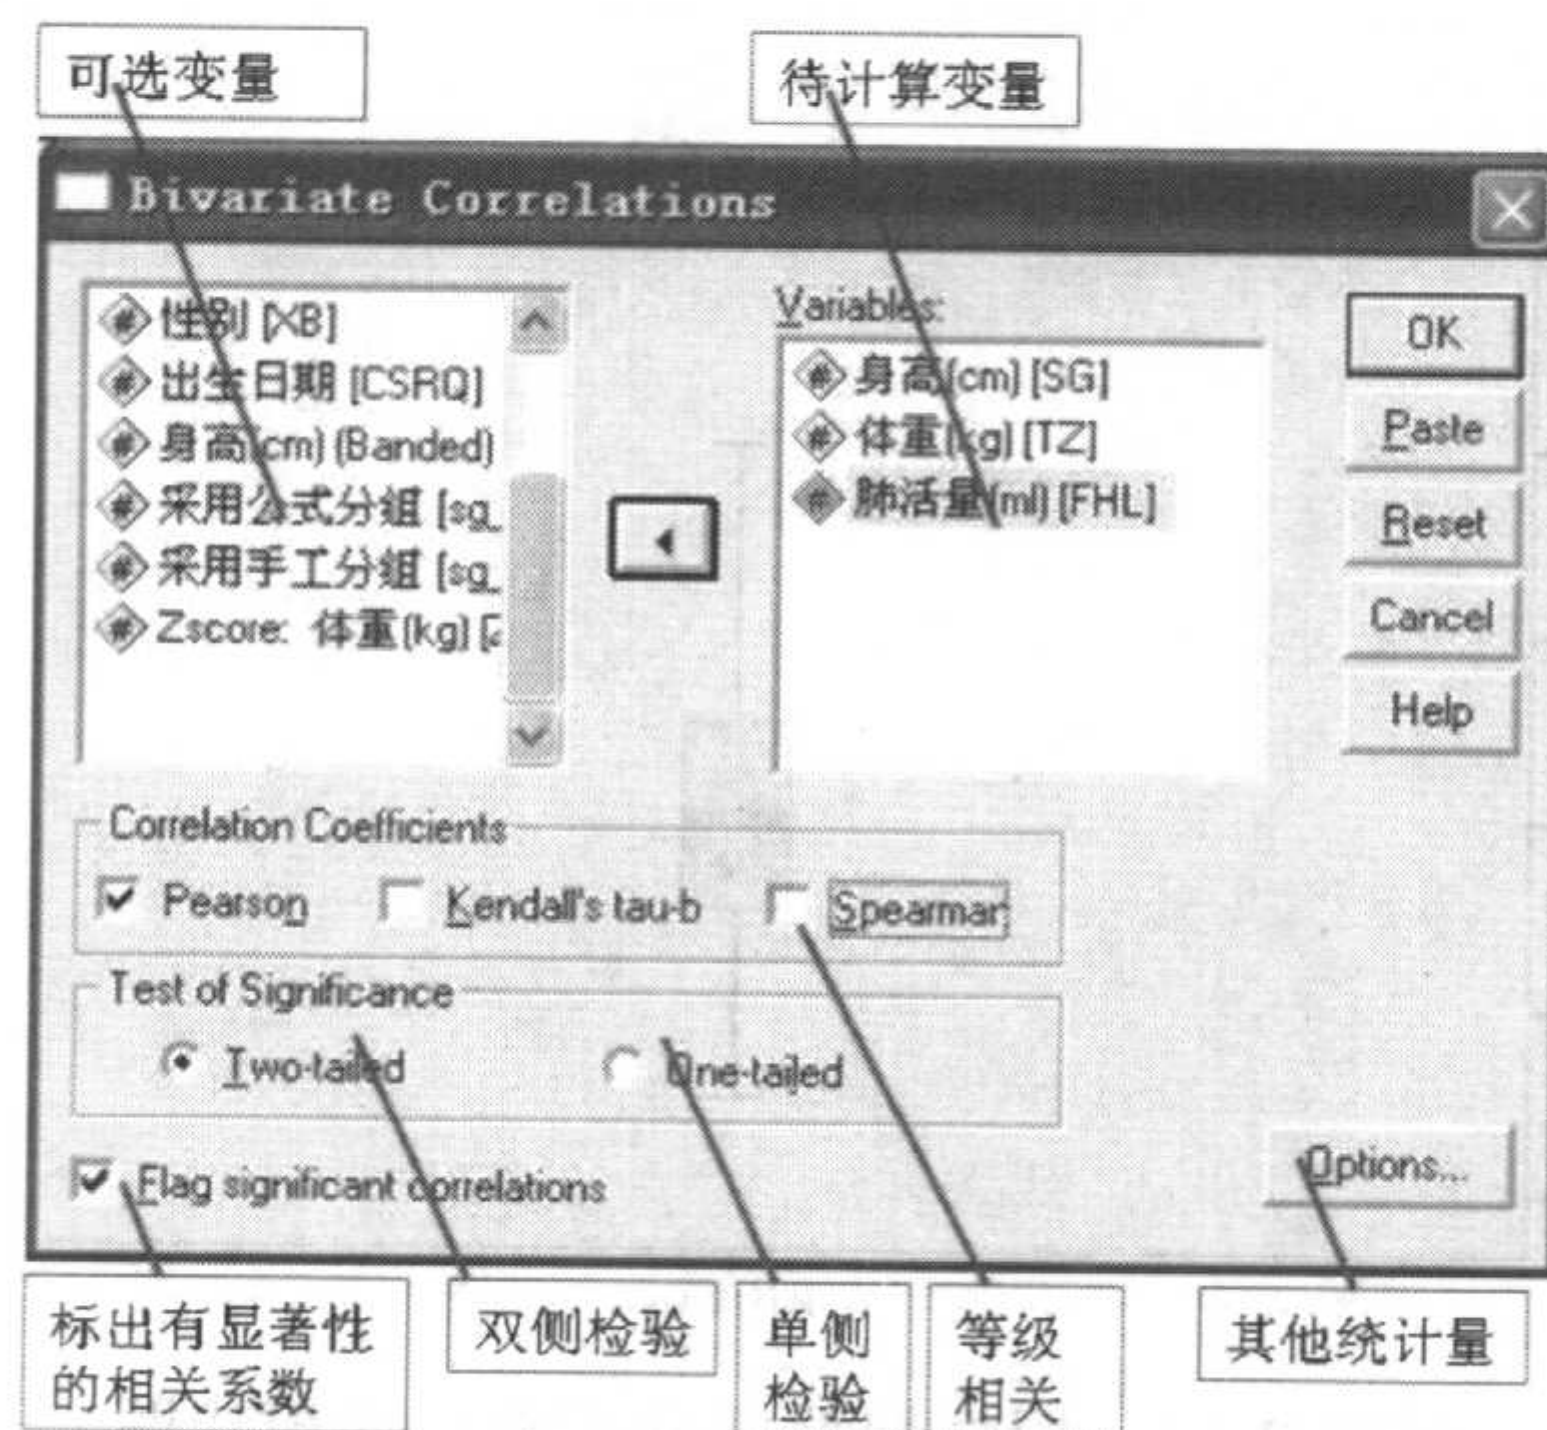 可选变量
待计算变量
Bivariate Correlations
性别 [XB]
出生日期 [CSRQ]
身高(cm) (Banded)
采用公式分组 [sg_
采用手工分组 [sg_
Zscore: 体重(kg) [
Variables:
身高(cm) [SG]
体重(kg) [TZ]
肺活量(ml) [FHL]
OK
Paste
Reset
Cancel
Help
Correlation Coefficients
Pearson
Kendall's tau-b
Spearman
Test of Significance
Two-tailed
One-tailed
Flag significant correlations
Options...
标出有显著性
的相关系数
双侧检验
单侧
检验
等级
相关
其他统计量